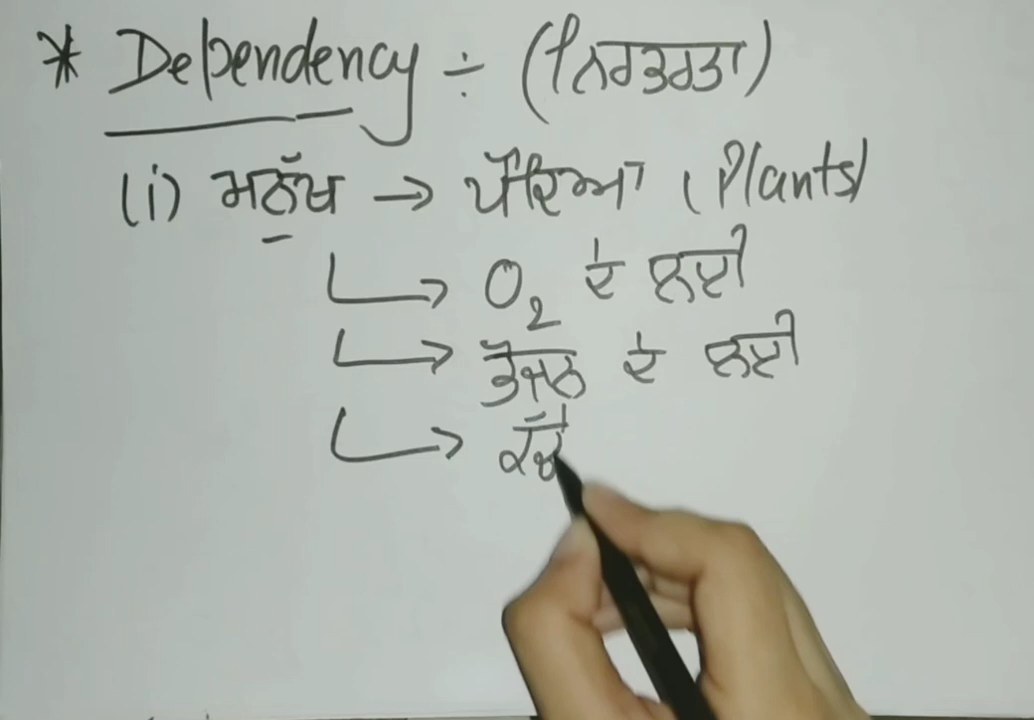 * Dependency ÷ (ਨਿਰਭਰਤਾ)
(i) ਮਨੁੱਖ → ਪੌਦਿਆ (Plants)
↳ O₂ ਦੇ ਲਈ
↳ ਭੋਜਨ ਦੇ ਲਈ
↳ ਕੱਚੇ